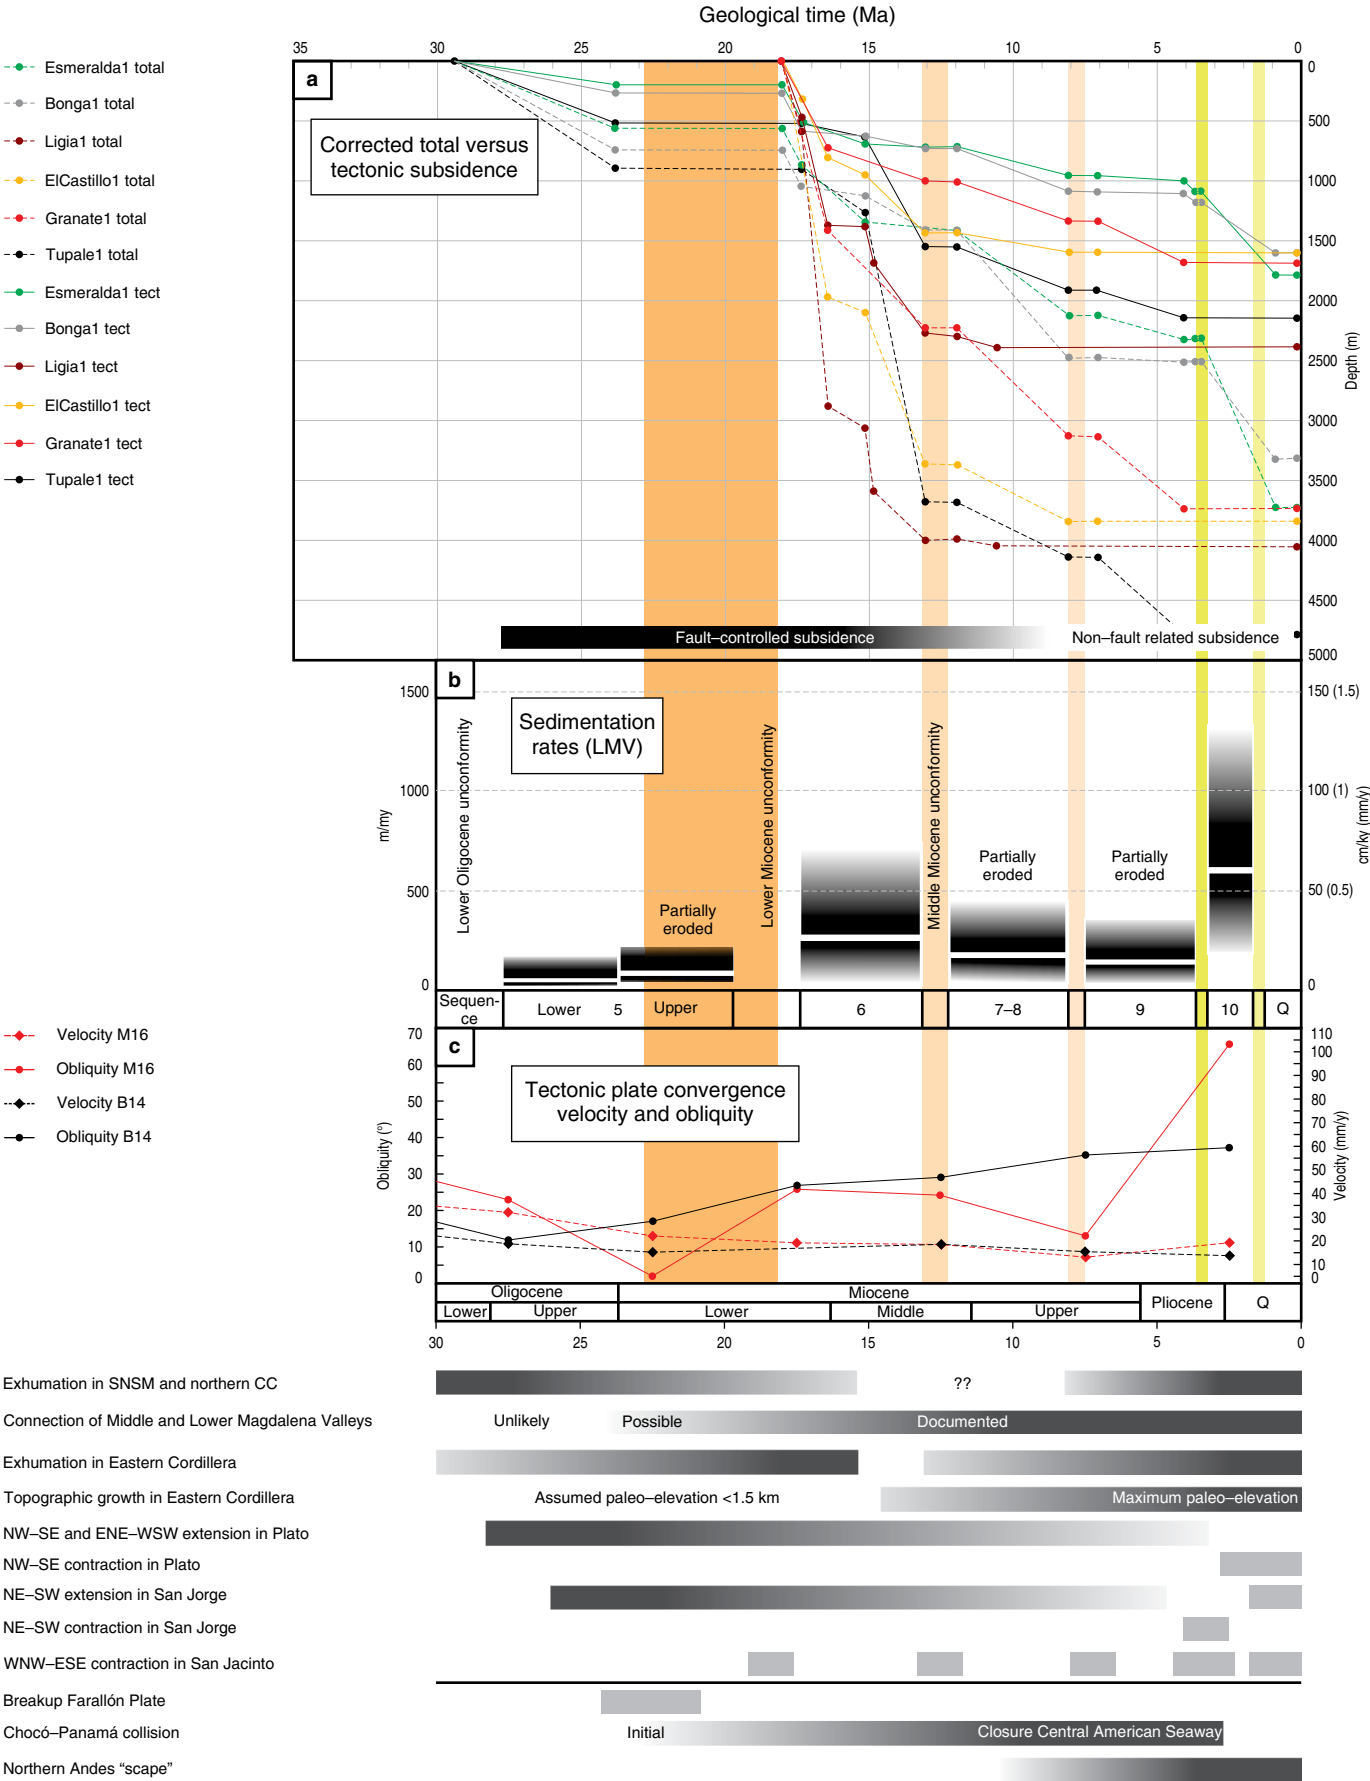 Geological time (Ma)
35 30 25 20 15 10 5 0
a
Corrected total versus
tectonic subsidence
Esmeralda1 total
Bonga1 total
Ligia1 total
ElCastillo1 total
Granate1 total
Tupale1 total
Esmeralda1 tect
Bonga1 tect
Ligia1 tect
ElCastillo1 tect
Granate1 tect
Tupale1 tect
0
500
1000
1500
2000
2500
3000
3500
4000
4500
5000
Depth (m)
Fault–controlled subsidence
Non–fault related subsidence
b
Sedimentation
rates (LMV)
1500
1000
500
0
m/my
150 (1.5)
100 (1)
50 (0.5)
0
cm/ky (mm/y)
Lower Oligocene unconformity
Lower Miocene unconformity
Middle Miocene unconformity
Partially
eroded
Partially
eroded
Partially
eroded
Sequen-
ce
Lower 5 Upper 6 7–8 9 10 Q
Velocity M16
Obliquity M16
Velocity B14
Obliquity B14
c
Tectonic plate convergence
velocity and obliquity
70
60
50
40
30
20
10
0
Obliquity (°)
110
100
90
80
70
60
50
40
30
20
10
0
Velocity (mm/y)
Oligocene Miocene Pliocene Q
Lower Upper Lower Middle Upper
30 25 20 15 10 5 0
Exhumation in SNSM and northern CC ??
Connection of Middle and Lower Magdalena Valleys Unlikely Possible Documented
Exhumation in Eastern Cordillera
Topographic growth in Eastern Cordillera Assumed paleo–elevation <1.5 km Maximum paleo–elevation
NW–SE and ENE–WSW extension in Plato
NW–SE contraction in Plato
NE–SW extension in San Jorge
NE–SW contraction in San Jorge
WNW–ESE contraction in San Jacinto
Breakup Farallón Plate
Chocó–Panamá collision Initial Closure Central American Seaway
Northern Andes “scape”